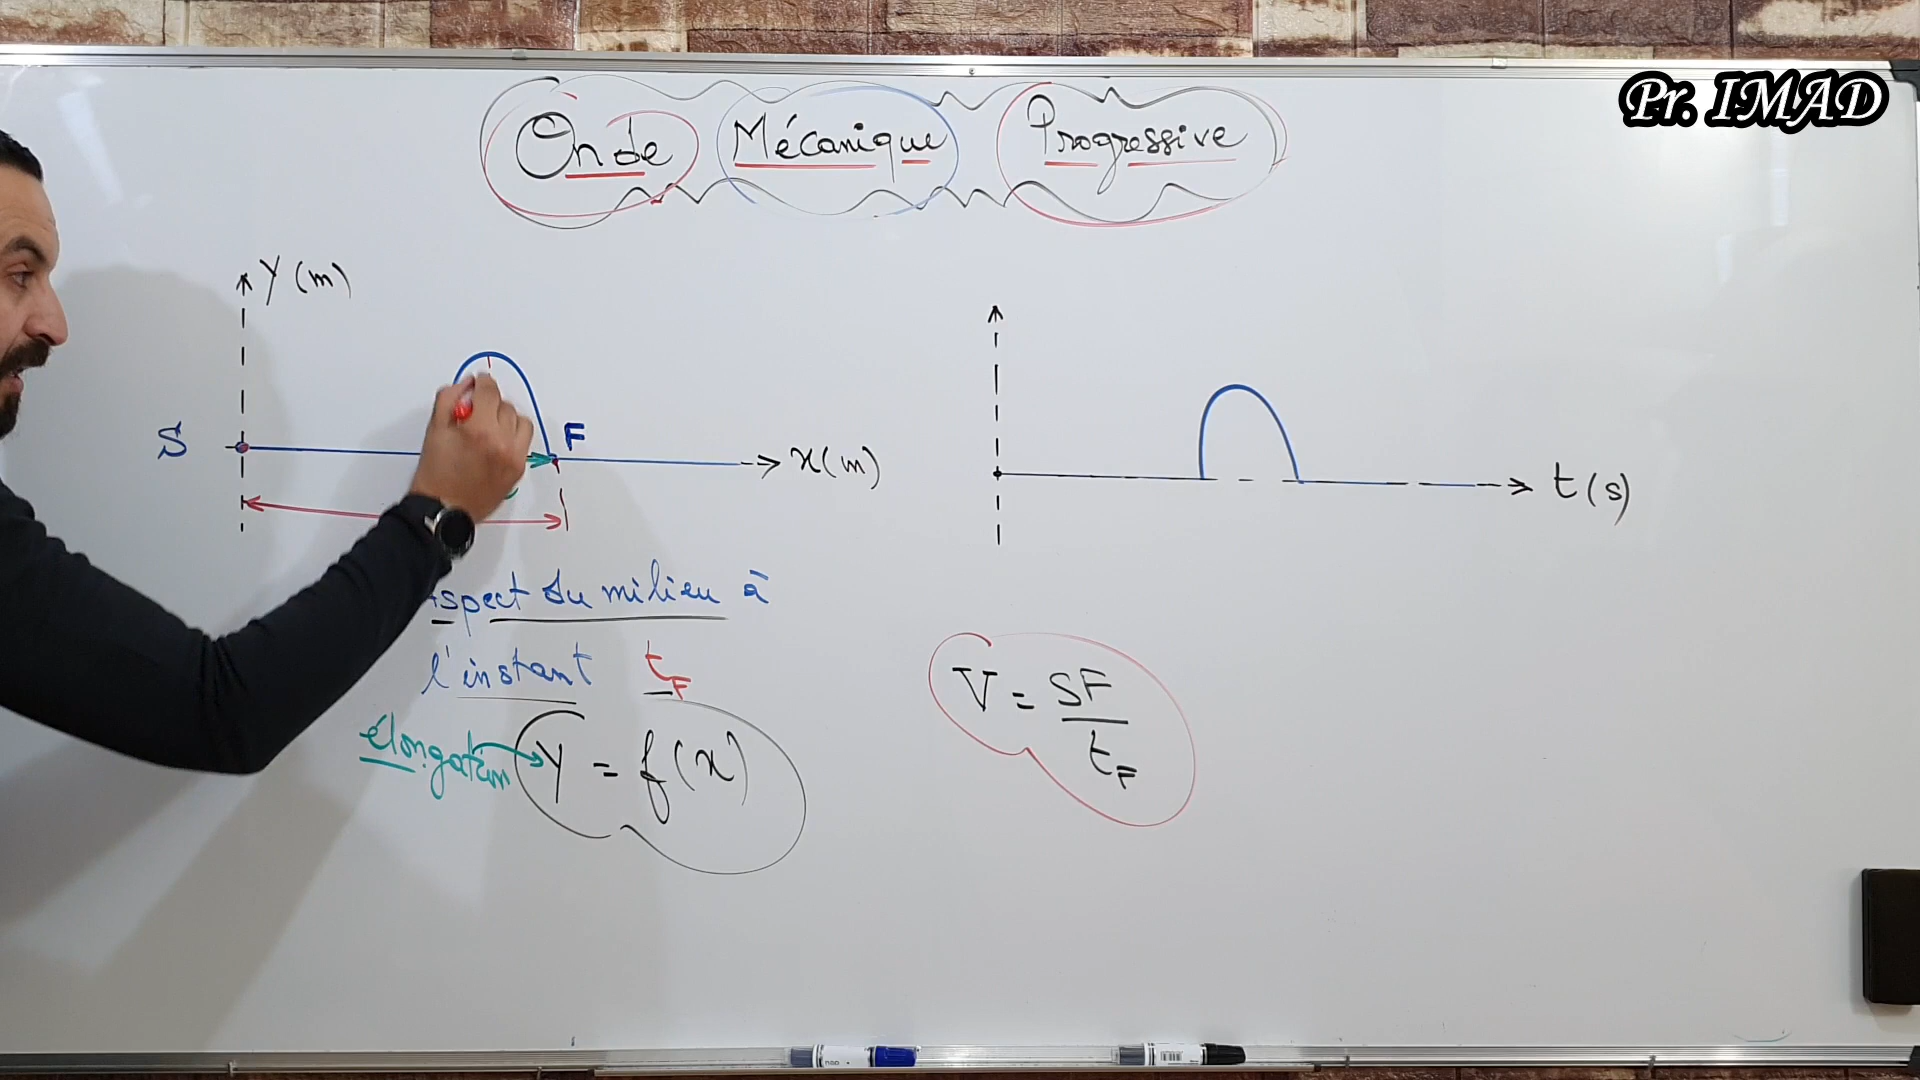 Pr. IMAD
Onde Mécanique Progressive
y (m)
S
F
x (m)
t (s)
Aspect du milieu à
l'instant t_F
élongation y = f(x)
V = SF / t_F